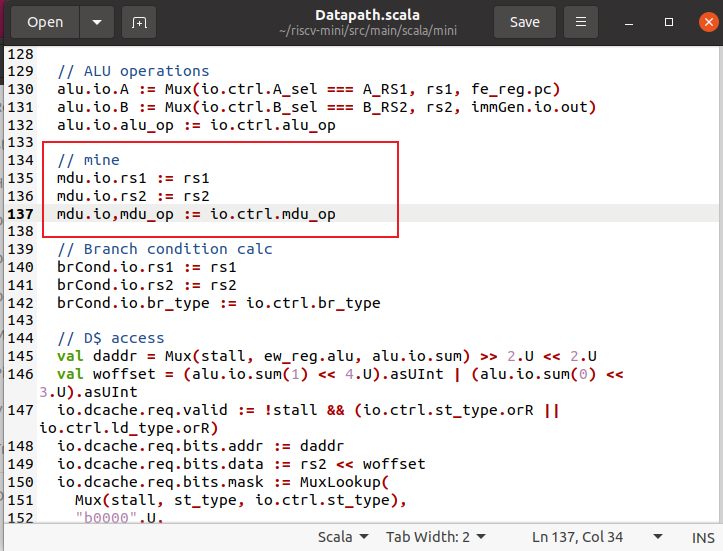 Open
Datapath.scala
~/riscv-mini/src/main/scala/mini
Save
128
129 // ALU operations
130 alu.io.A := Mux(io.ctrl.A_sel === A_RS1, rs1, fe_reg.pc)
131 alu.io.B := Mux(io.ctrl.B_sel === B_RS2, rs2, immGen.io.out)
132 alu.io.alu_op := io.ctrl.alu_op
133
134 // mine
135 mdu.io.rs1 := rs1
136 mdu.io.rs2 := rs2
137 mdu.io,mdu_op := io.ctrl.mdu_op
138
139 // Branch condition calc
140 brCond.io.rs1 := rs1
141 brCond.io.rs2 := rs2
142 brCond.io.br_type := io.ctrl.br_type
143
144 // D$ access
145 val daddr = Mux(stall, ew_reg.alu, alu.io.sum) >> 2.U << 2.U
146 val woffset = (alu.io.sum(1) << 4.U).asUInt | (alu.io.sum(0) <<
3.U).asUInt
147 io.dcache.req.valid := !stall && (io.ctrl.st_type.orR ||
io.ctrl.ld_type.orR)
148 io.dcache.req.bits.addr := daddr
149 io.dcache.req.bits.data := rs2 << woffset
150 io.dcache.req.bits.mask := MuxLookup(
151 Mux(stall, st_type, io.ctrl.st_type),
152 "b0000".U,
Scala Tab Width: 2 Ln 137, Col 34 INS